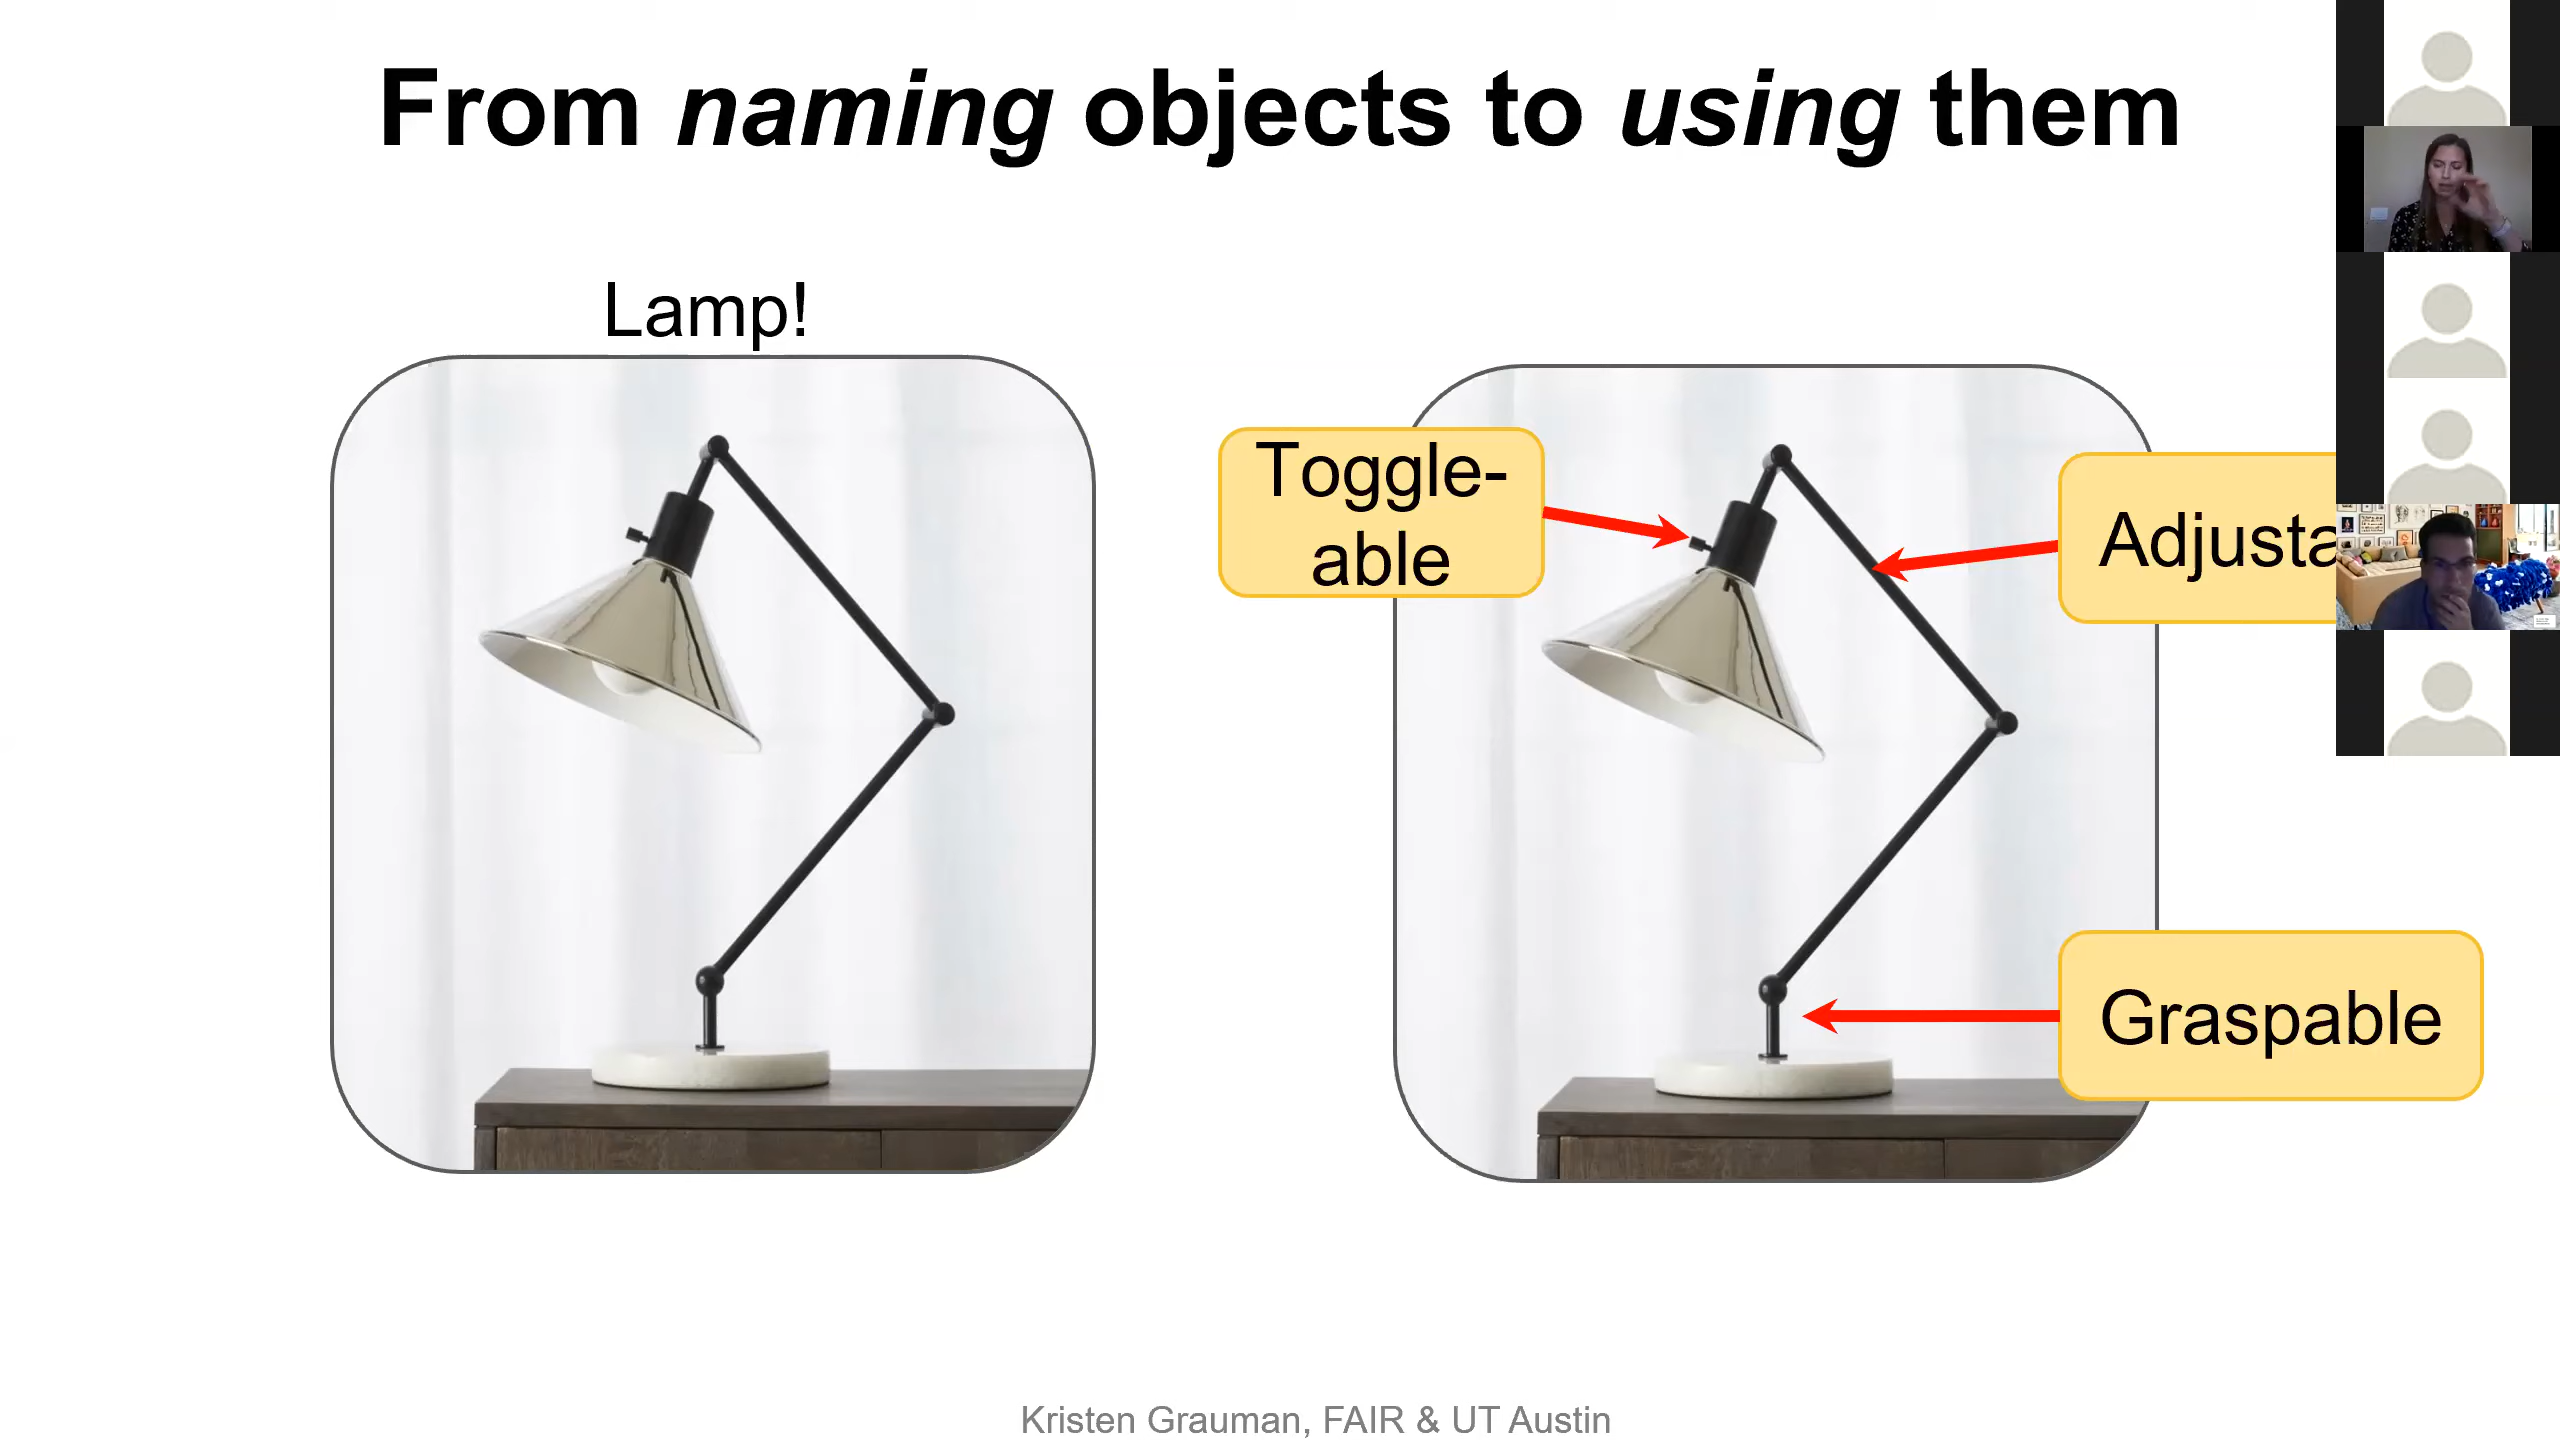 From naming objects to using them
Lamp!
Toggle-
able
Adjusta
Graspable
Kristen Grauman, FAIR & UT Austin